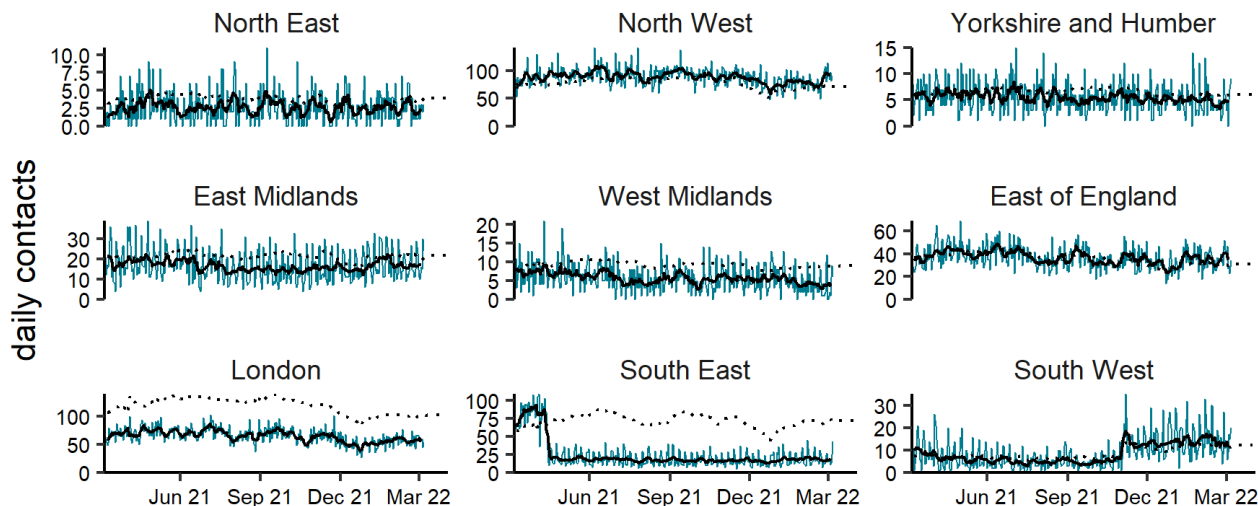 North East
North West
Yorkshire and Humber
10.0
7.5
5.0
2.5
0.0
100
50
0
15
10
5
0
daily contacts
East Midlands
West Midlands
East of England
30
20
10
0
20
15
10
5
0
60
40
20
0
London
South East
South West
100
50
0
100
75
50
25
0
30
20
10
0
Jun 21 Sep 21 Dec 21 Mar 22
Jun 21 Sep 21 Dec 21 Mar 22
Jun 21 Sep 21 Dec 21 Mar 22